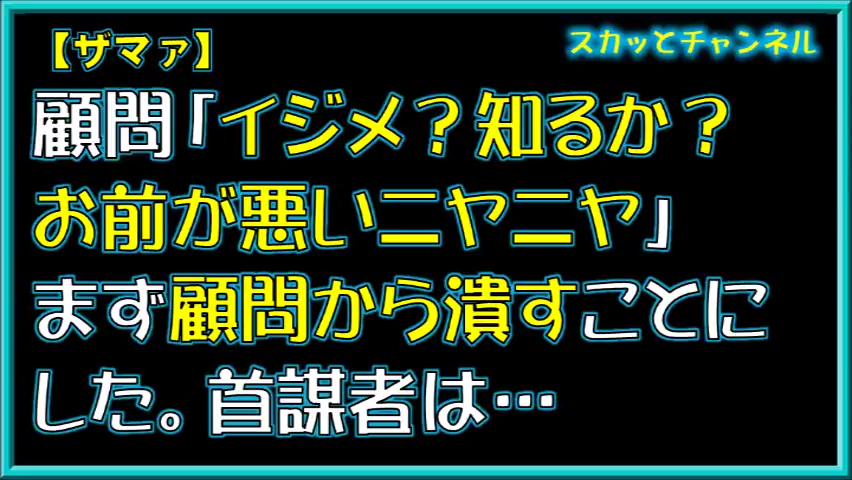 【ザマァ】
スカッとチャンネル
顧問「イジメ？知るか？
お前が悪いニヤニヤ」
まず顧問から潰すことに
した。首謀者は…